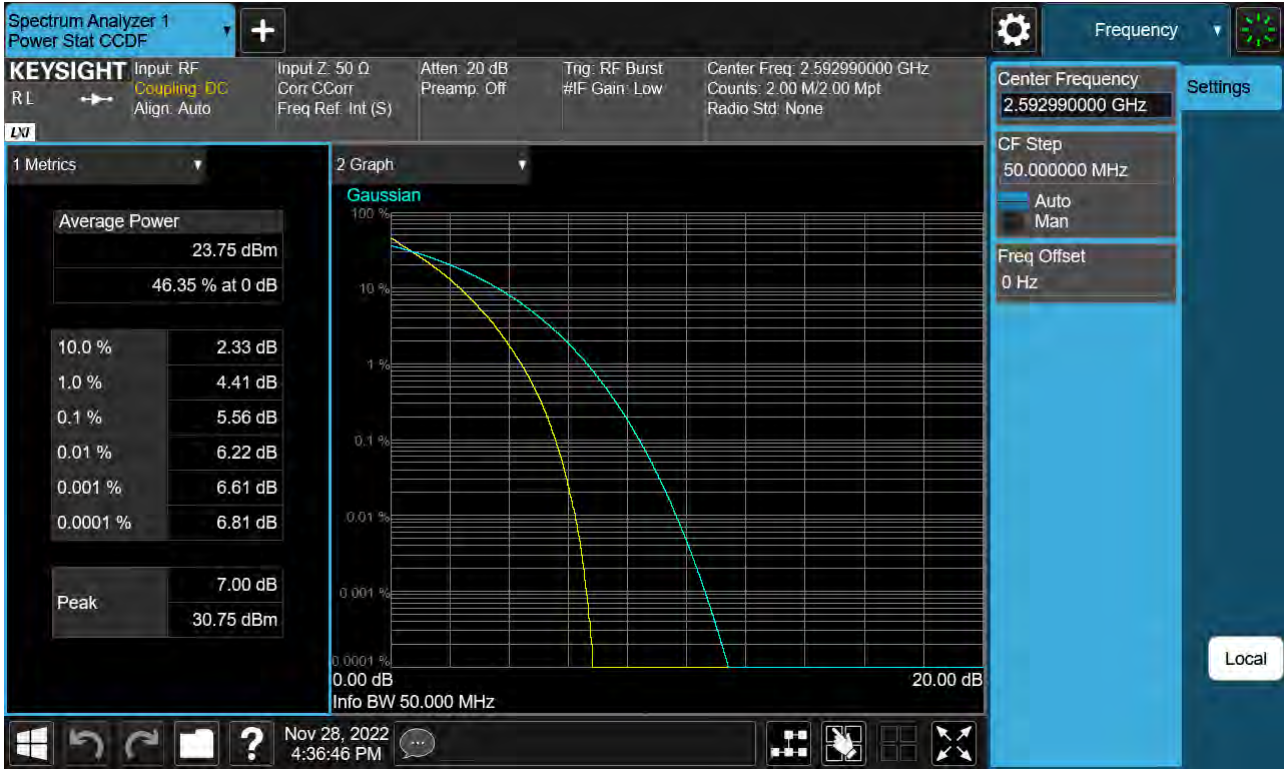 Spectrum Analyzer 1
Power Stat CCDF
+
Frequency
KEYSIGHT
R L
LXI
Input: RF
Coupling: DC
Align: Auto
Input Z: 50 Ω
Corr CCorr
Freq Ref: Int (S)
Atten: 20 dB
Preamp: Off
Trig: RF Burst
#IF Gain: Low
Center Freq: 2.592990000 GHz
Counts: 2.00 M/2.00 Mpt
Radio Std: None
Center Frequency
2.592990000 GHz
Settings
CF Step
50.000000 MHz
Auto
Man
Freq Offset
0 Hz
Local
1 Metrics
Average Power
23.75 dBm
46.35 % at 0 dB
10.0 % 2.33 dB
1.0 % 4.41 dB
0.1 % 5.56 dB
0.01 % 6.22 dB
0.001 % 6.61 dB
0.0001 % 6.81 dB
Peak
7.00 dB
30.75 dBm
2 Graph
Gaussian
100 %
10 %
1 %
0.1 %
0.01 %
0.001 %
0.0001 %
0.00 dB 20.00 dB
Info BW 50.000 MHz
?
Nov 28, 2022
4:36:46 PM